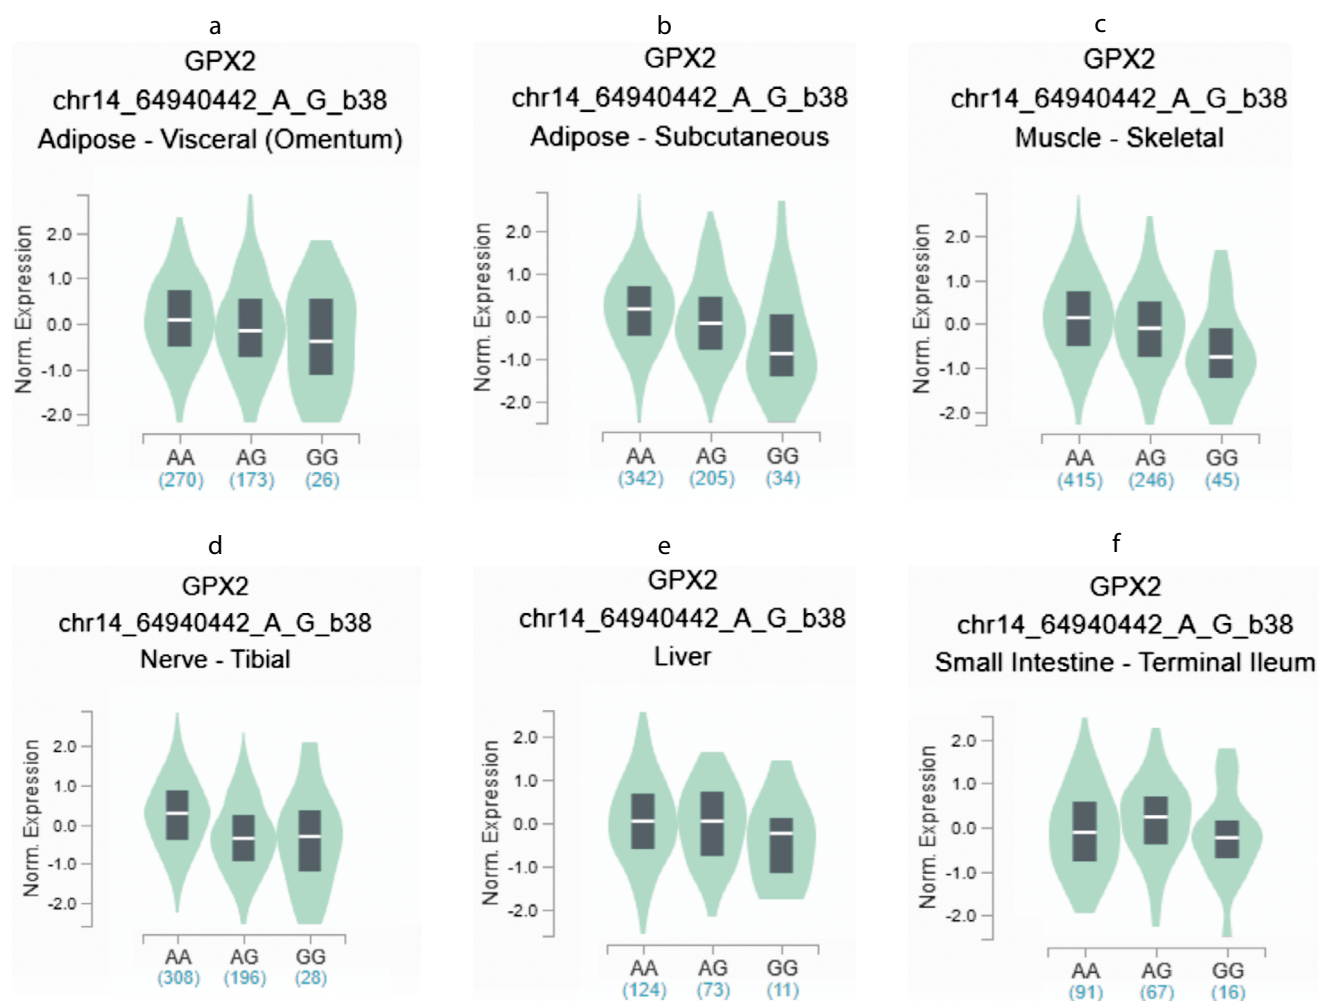 a
GPX2
chr14_64940442_A_G_b38
Adipose - Visceral (Omentum)
Norm. Expression
2.0
1.0
0.0
-1.0
-2.0
AA AG GG
(270) (173) (26)
b
GPX2
chr14_64940442_A_G_b38
Adipose - Subcutaneous
Norm. Expression
2.0
1.0
0.0
-1.0
-2.0
AA AG GG
(342) (205) (34)
c
GPX2
chr14_64940442_A_G_b38
Muscle - Skeletal
Norm. Expression
2.0
1.0
0.0
-1.0
-2.0
AA AG GG
(415) (246) (45)
d
GPX2
chr14_64940442_A_G_b38
Nerve - Tibial
Norm. Expression
2.0
1.0
0.0
-1.0
-2.0
AA AG GG
(308) (196) (28)
e
GPX2
chr14_64940442_A_G_b38
Liver
Norm. Expression
2.0
1.0
0.0
-1.0
-2.0
AA AG GG
(124) (73) (11)
f
GPX2
chr14_64940442_A_G_b38
Small Intestine - Terminal Ileum
Norm. Expression
2.0
1.0
0.0
-1.0
-2.0
AA AG GG
(91) (67) (16)